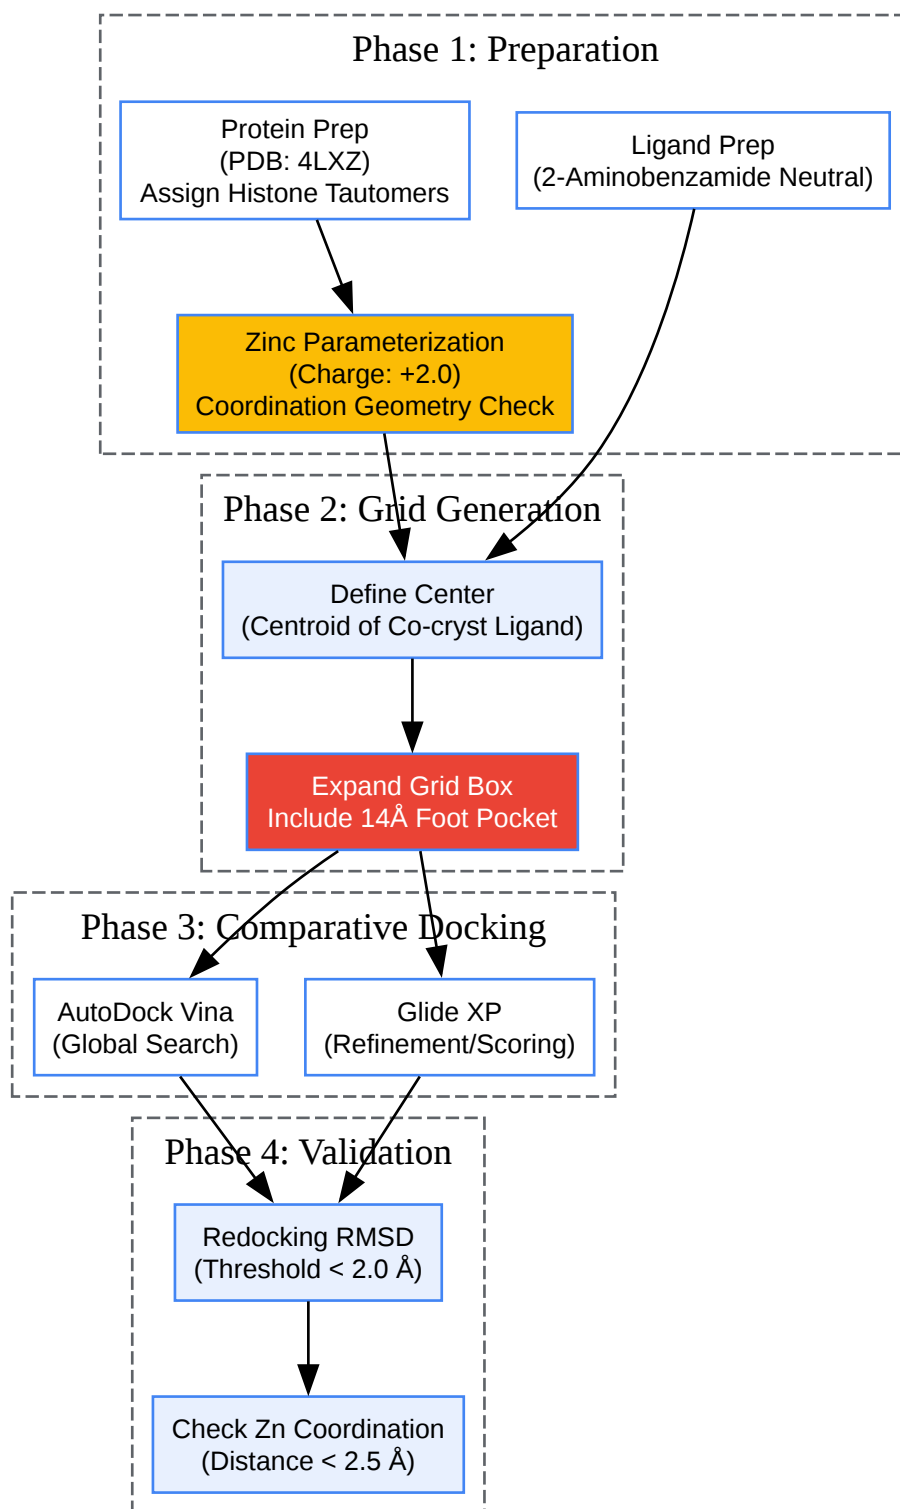 Phase 1: Preparation
Protein Prep
(PDB: 4LXZ)
Assign Histone Tautomers
Ligand Prep
(2-Aminobenzamide Neutral)
Zinc Parameterization
(Charge: +2.0)
Coordination Geometry Check
Phase 2: Grid Generation
Define Center
(Centroid of Co-cryst Ligand)
Expand Grid Box
Include 14Å Foot Pocket
Phase 3: Comparative Docking
AutoDock Vina
(Global Search)
Glide XP
(Refinement/Scoring)
Phase 4: Validation
Redocking RMSD
(Threshold < 2.0 Å)
Check Zn Coordination
(Distance < 2.5 Å)